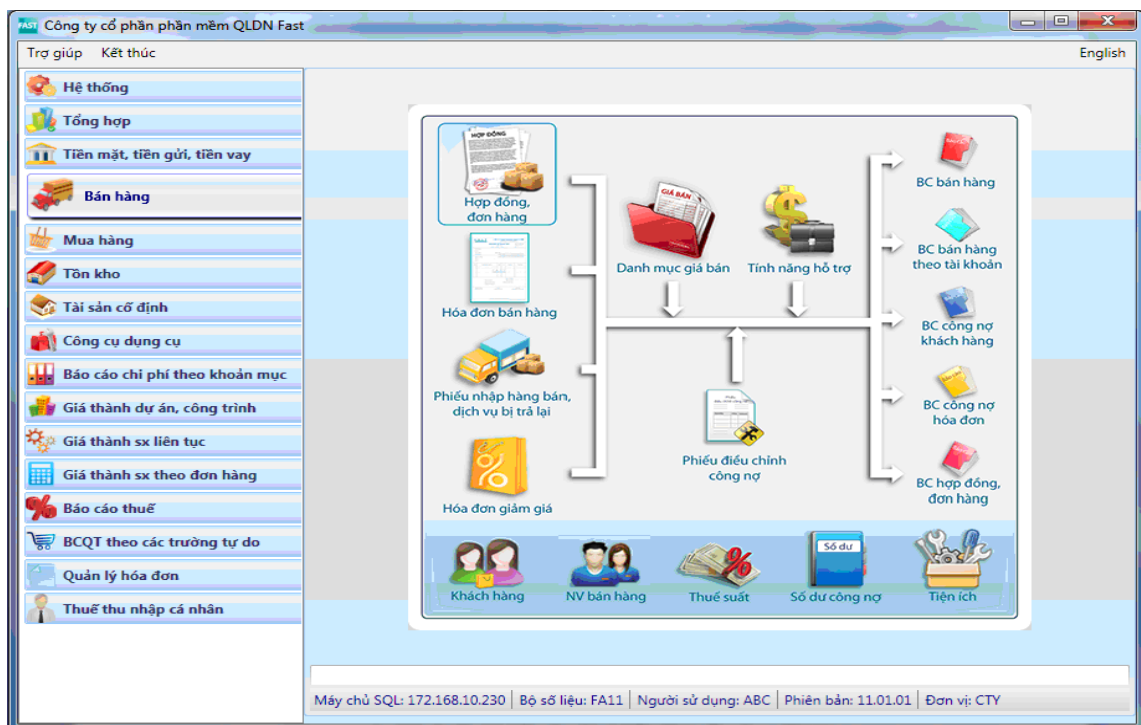 FAST Công ty cổ phần phần mềm QLDN Fast
Trợ giúp Kết thúc English
Hệ thống
Tổng hợp
Tiền mặt, tiền gửi, tiền vay
Bán hàng
Mua hàng
Tồn kho
Tài sản cố định
Công cụ dụng cụ
Báo cáo chi phí theo khoản mục
Giá thành dự án, công trình
Giá thành sx liên tục
Giá thành sx theo đơn hàng
Báo cáo thuế
BCQT theo các trường tự do
Quản lý hóa đơn
Thuế thu nhập cá nhân
HỢP ĐỒNG
Hợp đồng,
đơn hàng
Hóa đơn bán hàng
Phiếu nhập hàng bán,
dịch vụ bị trả lại
Hóa đơn giảm giá
GIÁ BÁN
Danh mục giá bán
Tính năng hỗ trợ
Phiếu điều chỉnh
công nợ
BC bán hàng
BC bán hàng
theo tài khoản
BC công nợ
khách hàng
BC công nợ
hóa đơn
BC hợp đồng,
đơn hàng
Khách hàng
NV bán hàng
Thuế suất
Số dư
Số dư công nợ
Tiện ích
Máy chủ SQL: 172.168.10.230 Bộ số liệu: FA11 Người sử dụng: ABC Phiên bản: 11.01.01 Đơn vị: CTY